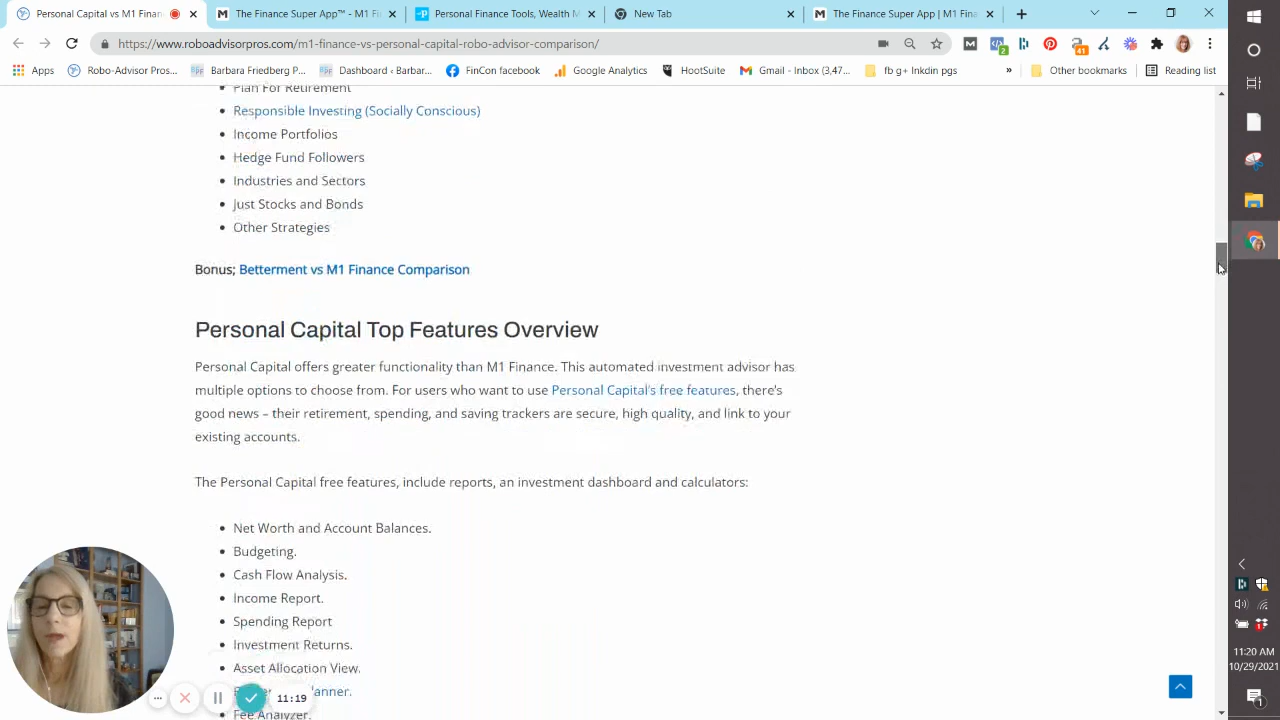 Personal Capital vs M1 Finan
The Finance Super App™ - M1 Fi
Personal Finance Tools, Wealth M
New Tab
The Finance Super App | M1 Fina
https://www.roboadvisorpros.com/m1-finance-vs-personal-capital-robo-advisor-comparison/
2
41
Apps
Robo-Advisor Pros...
Barbara Friedberg P...
Dashboard ‹ Barbar...
FinCon facebook
Google Analytics
HootSuite
Gmail - Inbox (3,47...
fb g+ lnkdin pgs
»
Other bookmarks
Reading list
Plan For Retirement
Responsible Investing (Socially Conscious)
Income Portfolios
Hedge Fund Followers
Industries and Sectors
Just Stocks and Bonds
Other Strategies
Bonus; Betterment vs M1 Finance Comparison
Personal Capital Top Features Overview
Personal Capital offers greater functionality than M1 Finance. This automated investment advisor has
multiple options to choose from. For users who want to use Personal Capital's free features, there's
good news – their retirement, spending, and saving trackers are secure, high quality, and link to your
existing accounts.
The Personal Capital free features, include reports, an investment dashboard and calculators:
Net Worth and Account Balances.
Budgeting.
Cash Flow Analysis.
Income Report.
Spending Report
Investment Returns.
Asset Allocation View.
anner.
Fee Analyzer.
11:19
11:20 AM
10/29/2021
1